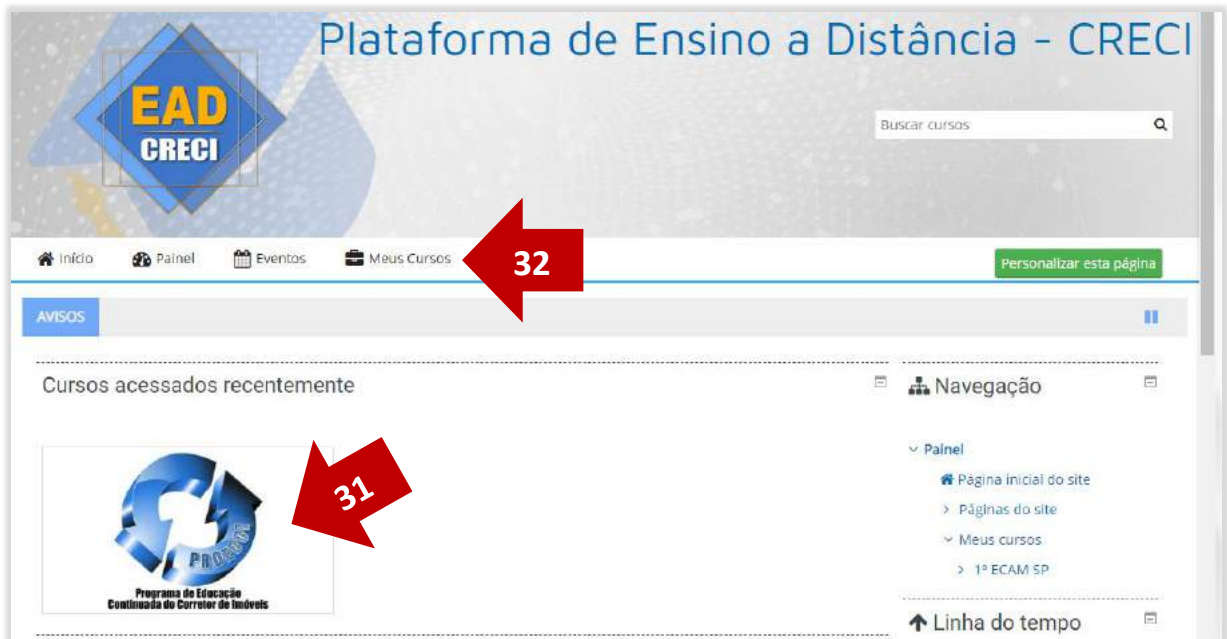 Plataforma de Ensino a Distância - CRECI
EAD
CRECI
Buscar cursos
Início Painel Eventos Meus Cursos
32
Personalizar esta página
AVISOS
Cursos acessados recentemente
31
PROECCI
Programa de Educação
Continuada do Corretor de Imóveis
Navegação
Painel
Página inicial do site
Páginas do site
Meus cursos
1º ECAM SP
Linha do tempo